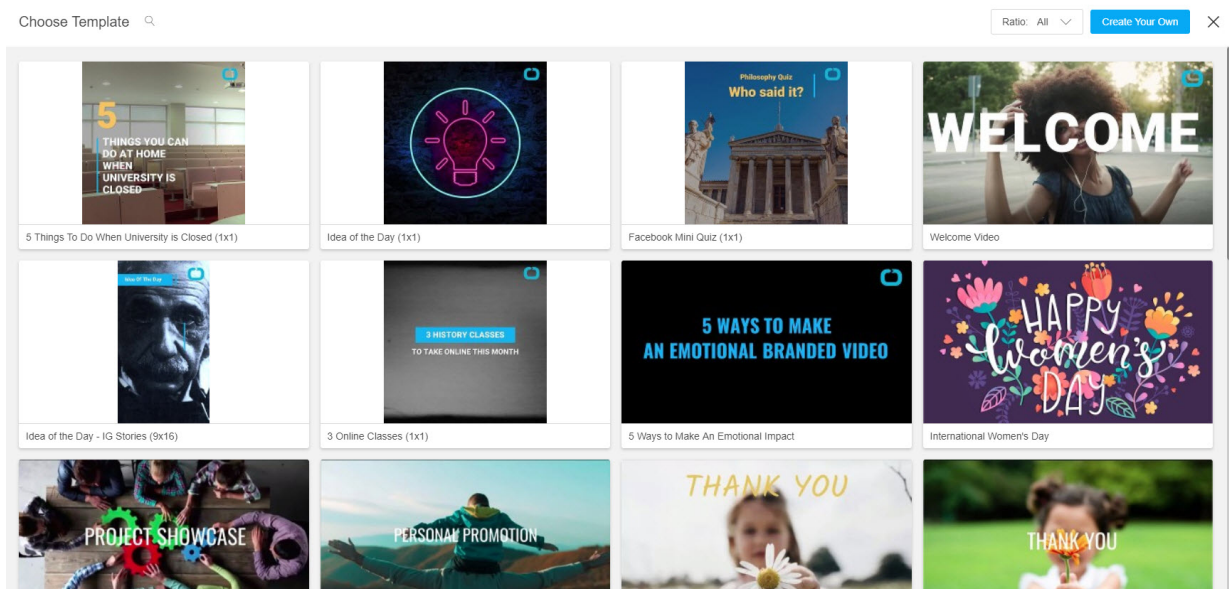 Choose Template
Ratio: All
Create Your Own
5
THINGS YOU CAN
DO AT HOME
WHEN
UNIVERSITY IS
CLOSED
5 Things To Do When University is Closed (1x1)
Idea of the Day (1x1)
Philosophy Quiz
Who said it?
Facebook Mini Quiz (1x1)
WELCOME
Welcome Video
Idea Of The Day
Idea of the Day - IG Stories (9x16)
3 HISTORY CLASSES
TO TAKE ONLINE THIS MONTH
3 Online Classes (1x1)
5 WAYS TO MAKE
AN EMOTIONAL BRANDED VIDEO
5 Ways to Make An Emotional Impact
HAPPY
Women's
DAY
International Women's Day
PROJECT SHOWCASE
PERSONAL PROMOTION
THANK YOU
THANK YOU